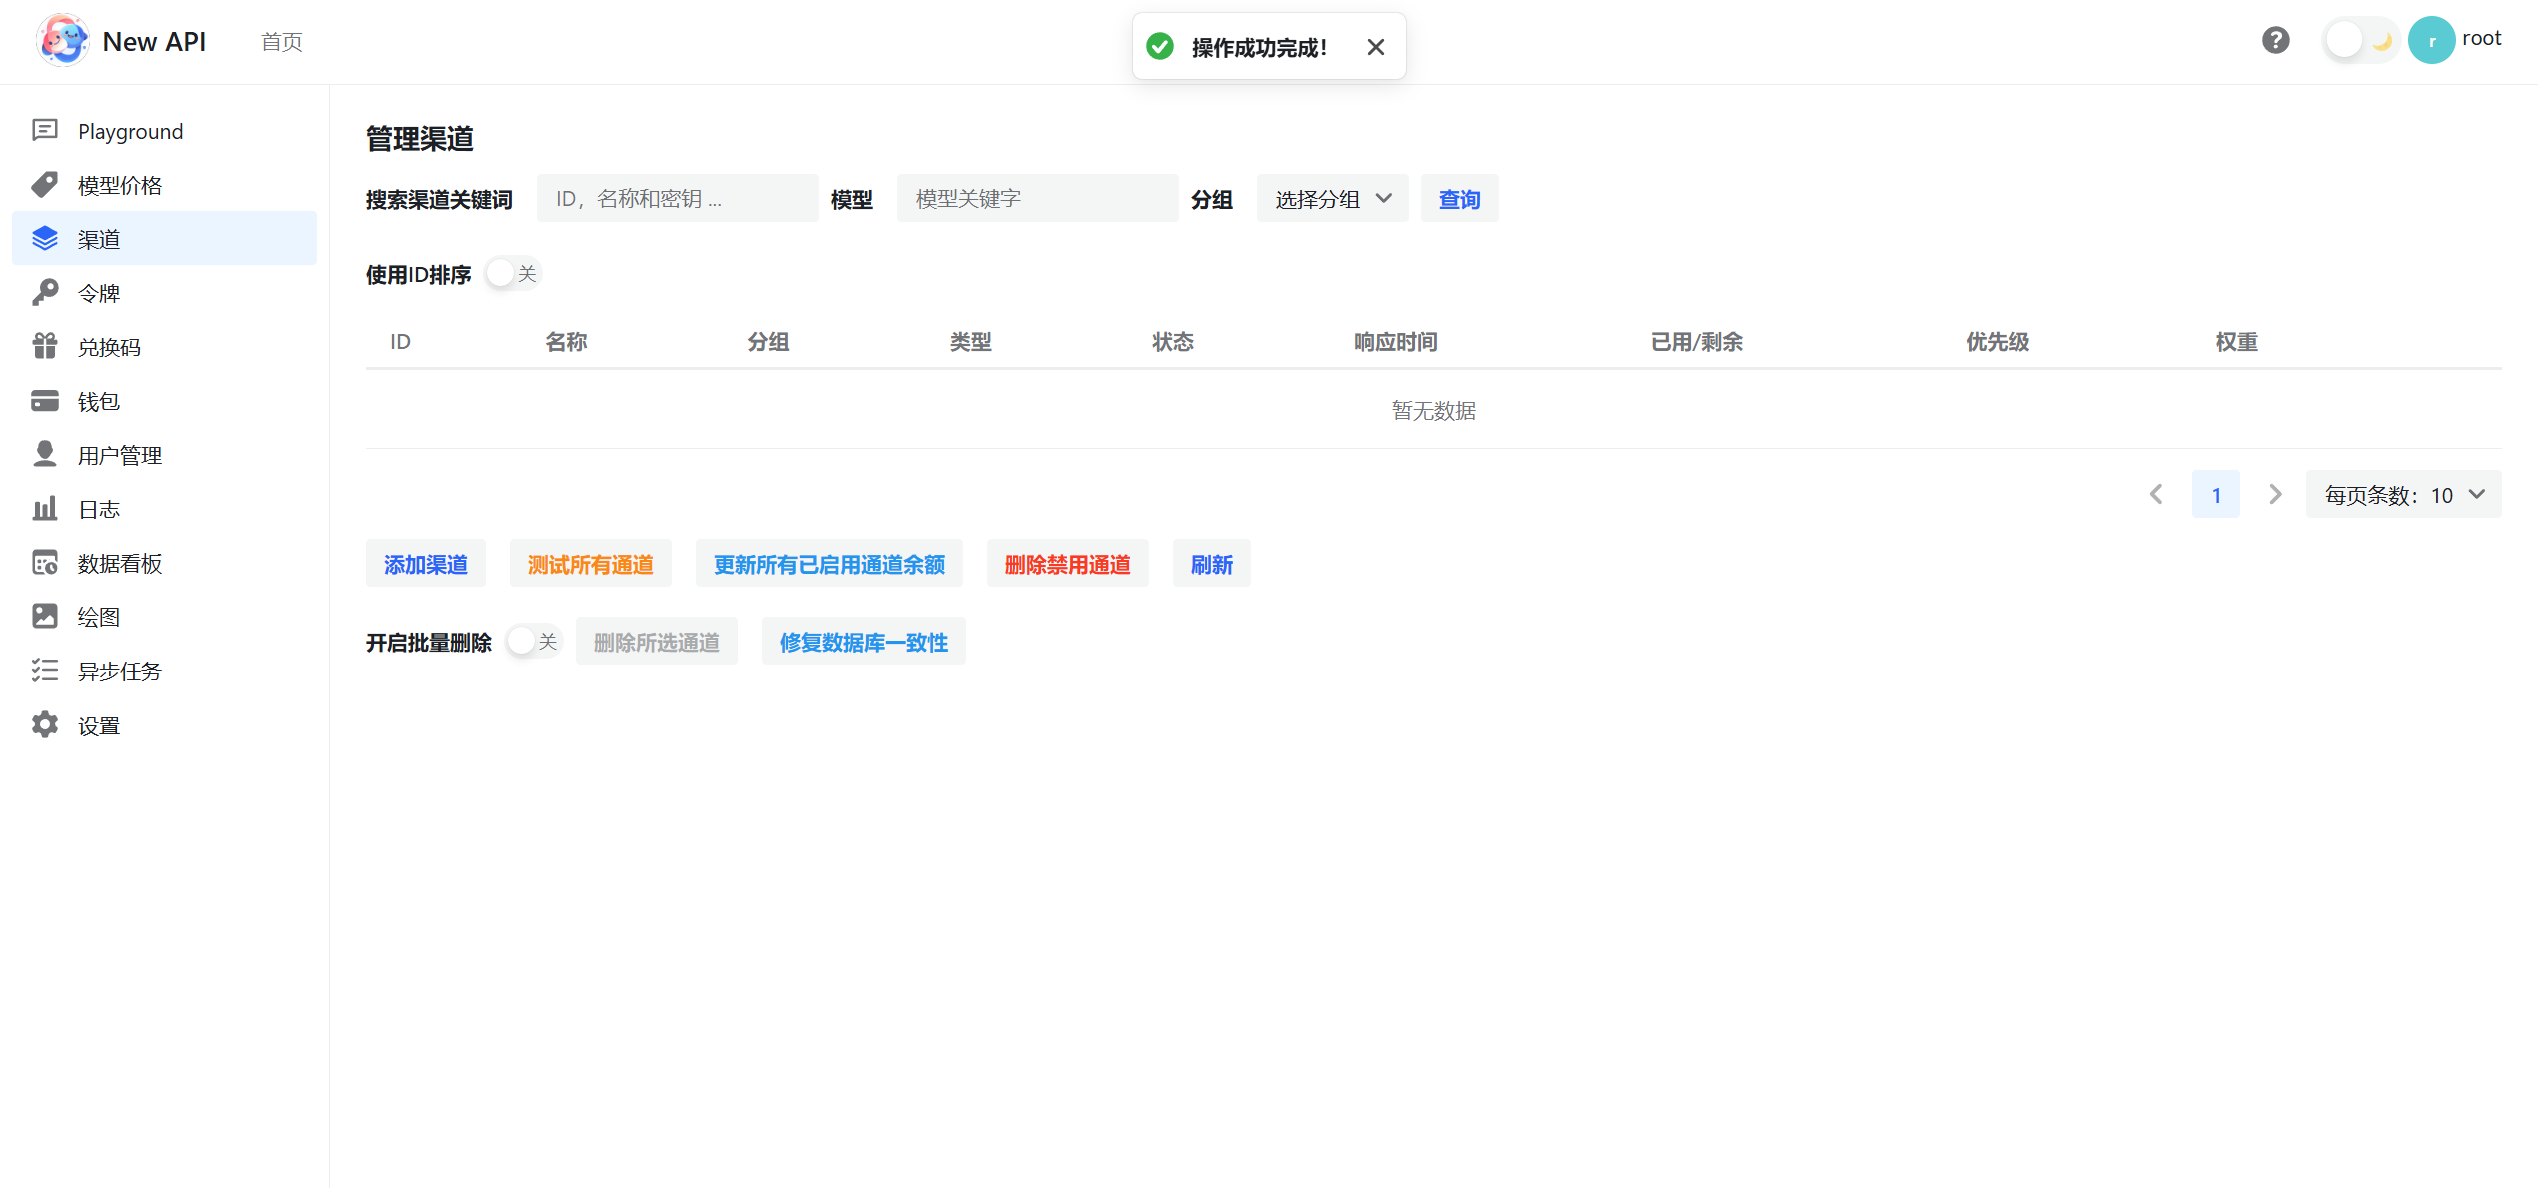 New API
首页
操作成功完成！
r
root
Playground
模型价格
渠道
令牌
兑换码
钱包
用户管理
日志
数据看板
绘图
异步任务
设置
管理渠道
搜索渠道关键词
ID，名称和密钥 ...
模型
模型关键字
分组
选择分组
查询
使用ID排序
关
ID 名称 分组 类型 状态 响应时间 已用/剩余 优先级 权重
暂无数据
1
每页条数：10
添加渠道
测试所有通道
更新所有已启用通道余额
删除禁用通道
刷新
开启批量删除
关
删除所选通道
修复数据库一致性